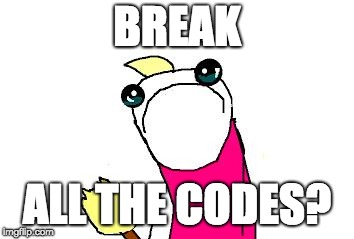 BREAK
ALL THE CODES?
imgflip.com